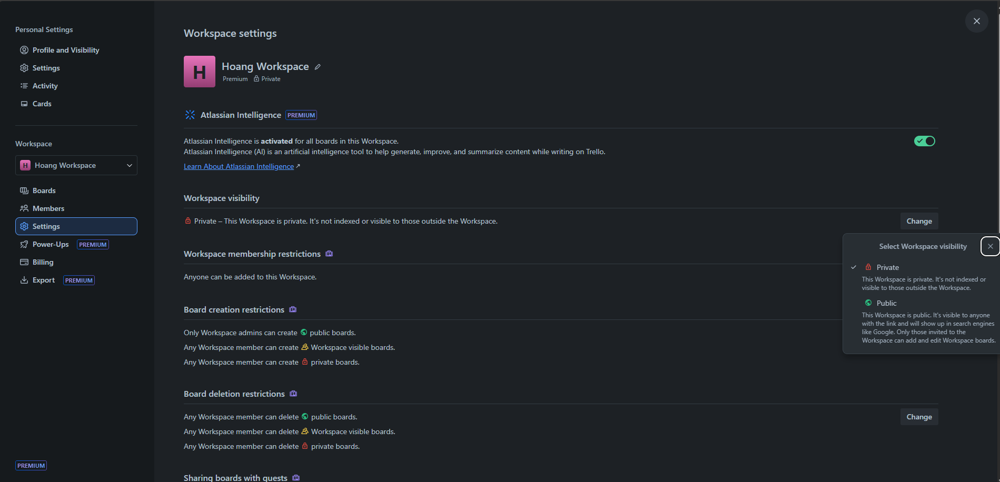 Personal Settings
Profile and Visibility
Settings
Activity
Cards
Workspace
H Hoang Workspace
Boards
Members
Settings
Power-Ups PREMIUM
Billing
Export PREMIUM
PREMIUM
Workspace settings
H
Hoang Workspace
Premium Private
Atlassian Intelligence PREMIUM
Atlassian Intelligence is activated for all boards in this Workspace.
Atlassian Intelligence (AI) is an artificial intelligence tool to help generate, improve, and summarize content while writing on Trello.
Learn About Atlassian Intelligence ↗
Workspace visibility
Private – This Workspace is private. It's not indexed or visible to those outside the Workspace.
Change
Workspace membership restrictions
Anyone can be added to this Workspace.
Board creation restrictions
Only Workspace admins can create public boards.
Any Workspace member can create Workspace visible boards.
Any Workspace member can create private boards.
Board deletion restrictions
Any Workspace member can delete public boards.
Change
Any Workspace member can delete Workspace visible boards.
Any Workspace member can delete private boards.
Sharing boards with guests
Select Workspace visibility
Private
This Workspace is private. It's not indexed or
visible to those outside the Workspace.
Public
This Workspace is public. It's visible to anyone
with the link and will show up in search engines
like Google. Only those invited to the
Workspace can add and edit Workspace boards.